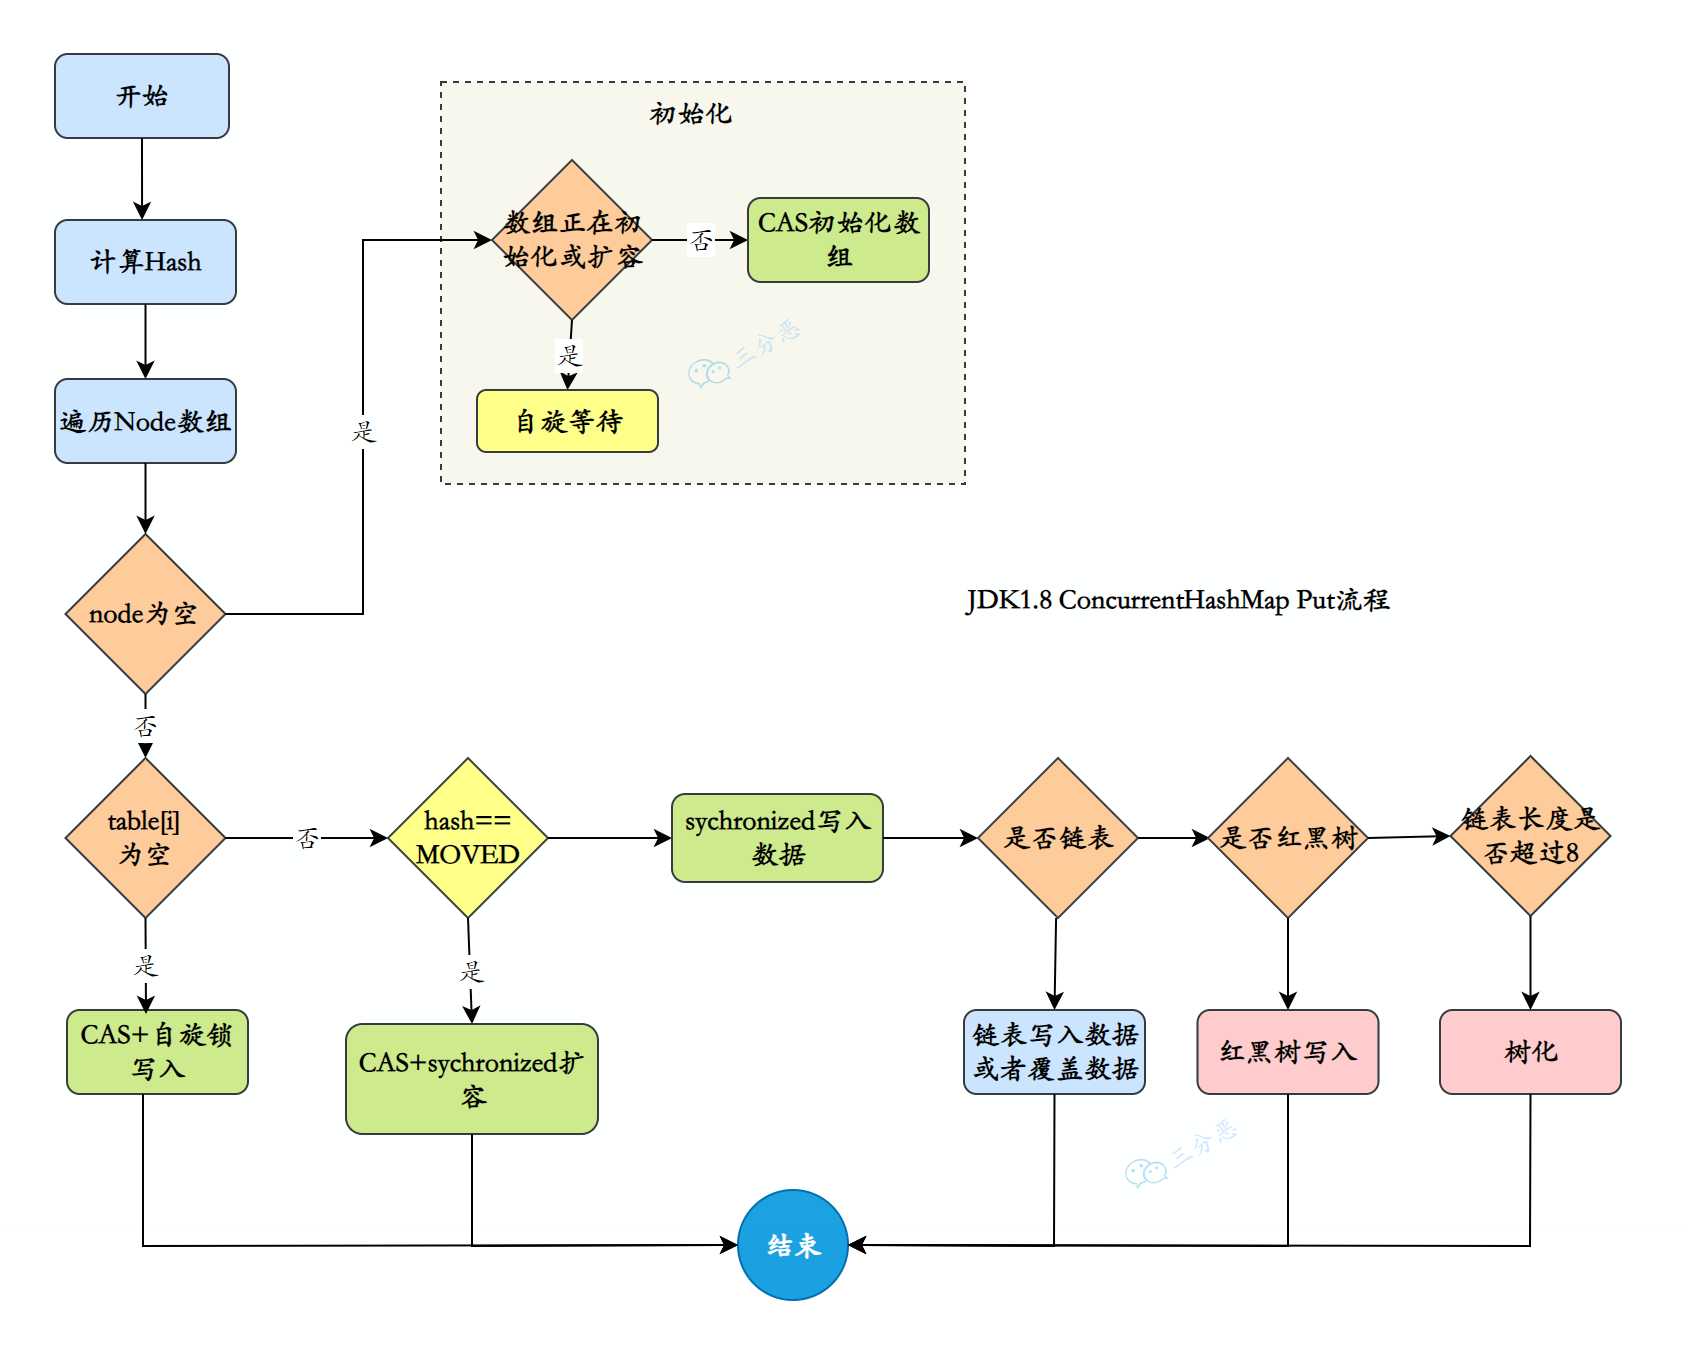 开始
初始化
计算Hash
数组正在初
始化或扩容
否
CAS初始化数
组
是
自旋等待
三分恶
遍历Node数组
是
node为空
JDK1.8 ConcurrentHashMap Put流程
否
table[i]
为空
否
hash==
MOVED
sychronized写入
数据
是否链表
是否红黑树
链表长度是
否超过8
是
是
CAS+自旋锁
写入
CAS+sychronized扩
容
链表写入数据
或者覆盖数据
红黑树写入
树化
三分恶
结束